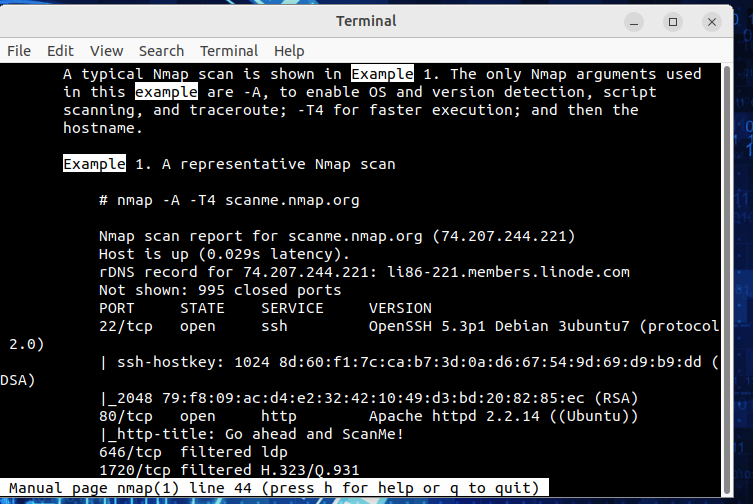 Terminal
File Edit View Search Terminal Help
A typical Nmap scan is shown in Example 1. The only Nmap arguments used
in this example are -A, to enable OS and version detection, script
scanning, and traceroute; -T4 for faster execution; and then the
hostname.
Example 1. A representative Nmap scan
# nmap -A -T4 scanme.nmap.org
Nmap scan report for scanme.nmap.org (74.207.244.221)
Host is up (0.029s latency).
rDNS record for 74.207.244.221: li86-221.members.linode.com
Not shown: 995 closed ports
PORT     STATE    SERVICE     VERSION
22/tcp   open     ssh         OpenSSH 5.3p1 Debian 3ubuntu7 (protocol
2.0)
| ssh-hostkey: 1024 8d:60:f1:7c:ca:b7:3d:0a:d6:67:54:9d:69:d9:b9:dd (
DSA)
|_2048 79:f8:09:ac:d4:e2:32:42:10:49:d3:bd:20:82:85:ec (RSA)
80/tcp   open     http        Apache httpd 2.2.14 ((Ubuntu))
|_http-title: Go ahead and ScanMe!
646/tcp  filtered ldp
1720/tcp filtered H.323/Q.931
Manual page nmap(1) line 44 (press h for help or q to quit)